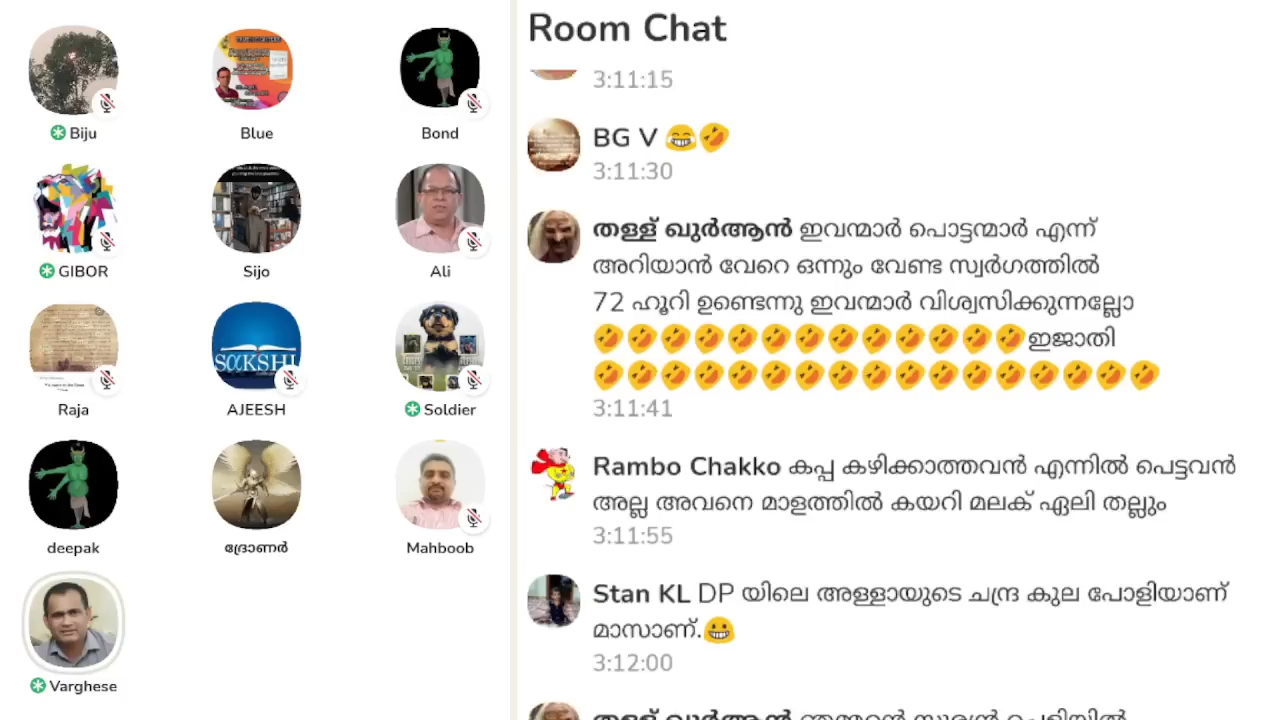 Biju
Blue
Bond
GIBOR
Sijo
Ali
Raja
SAKSHI
AJEESH
Soldier
deepak
ദ്രോണർ
Mahboob
Varghese
Room Chat
3:11:15
BG V 😂🤣
3:11:30
തള്ള് ഖുർആൻ ഇവന്മാർ പൊട്ടന്മാർ എന്ന്
അറിയാൻ വേറെ ഒന്നും വേണ്ട സ്വർഗത്തിൽ
72 ഹൂറി ഉണ്ടെന്നു ഇവന്മാർ വിശ്വസിക്കുന്നല്ലോ
🤣🤣🤣🤣🤣🤣🤣🤣🤣🤣🤣🤣🤣ഇജാതി
🤣🤣🤣🤣🤣🤣🤣🤣🤣🤣🤣🤣🤣🤣🤣🤣🤣
3:11:41
Rambo Chakko കപ്പ കഴിക്കാത്തവൻ എന്നിൽ പെട്ടവൻ
അല്ല അവനെ മാളത്തിൽ കയറി മലക് ഏലി തല്ലും
3:11:55
Stan KL DP യിലെ അള്ളായുടെ ചന്ദ്ര കുല പോളിയാണ്
മാസാണ്.😀
3:12:00
തള്ള് ഖുർആൻ